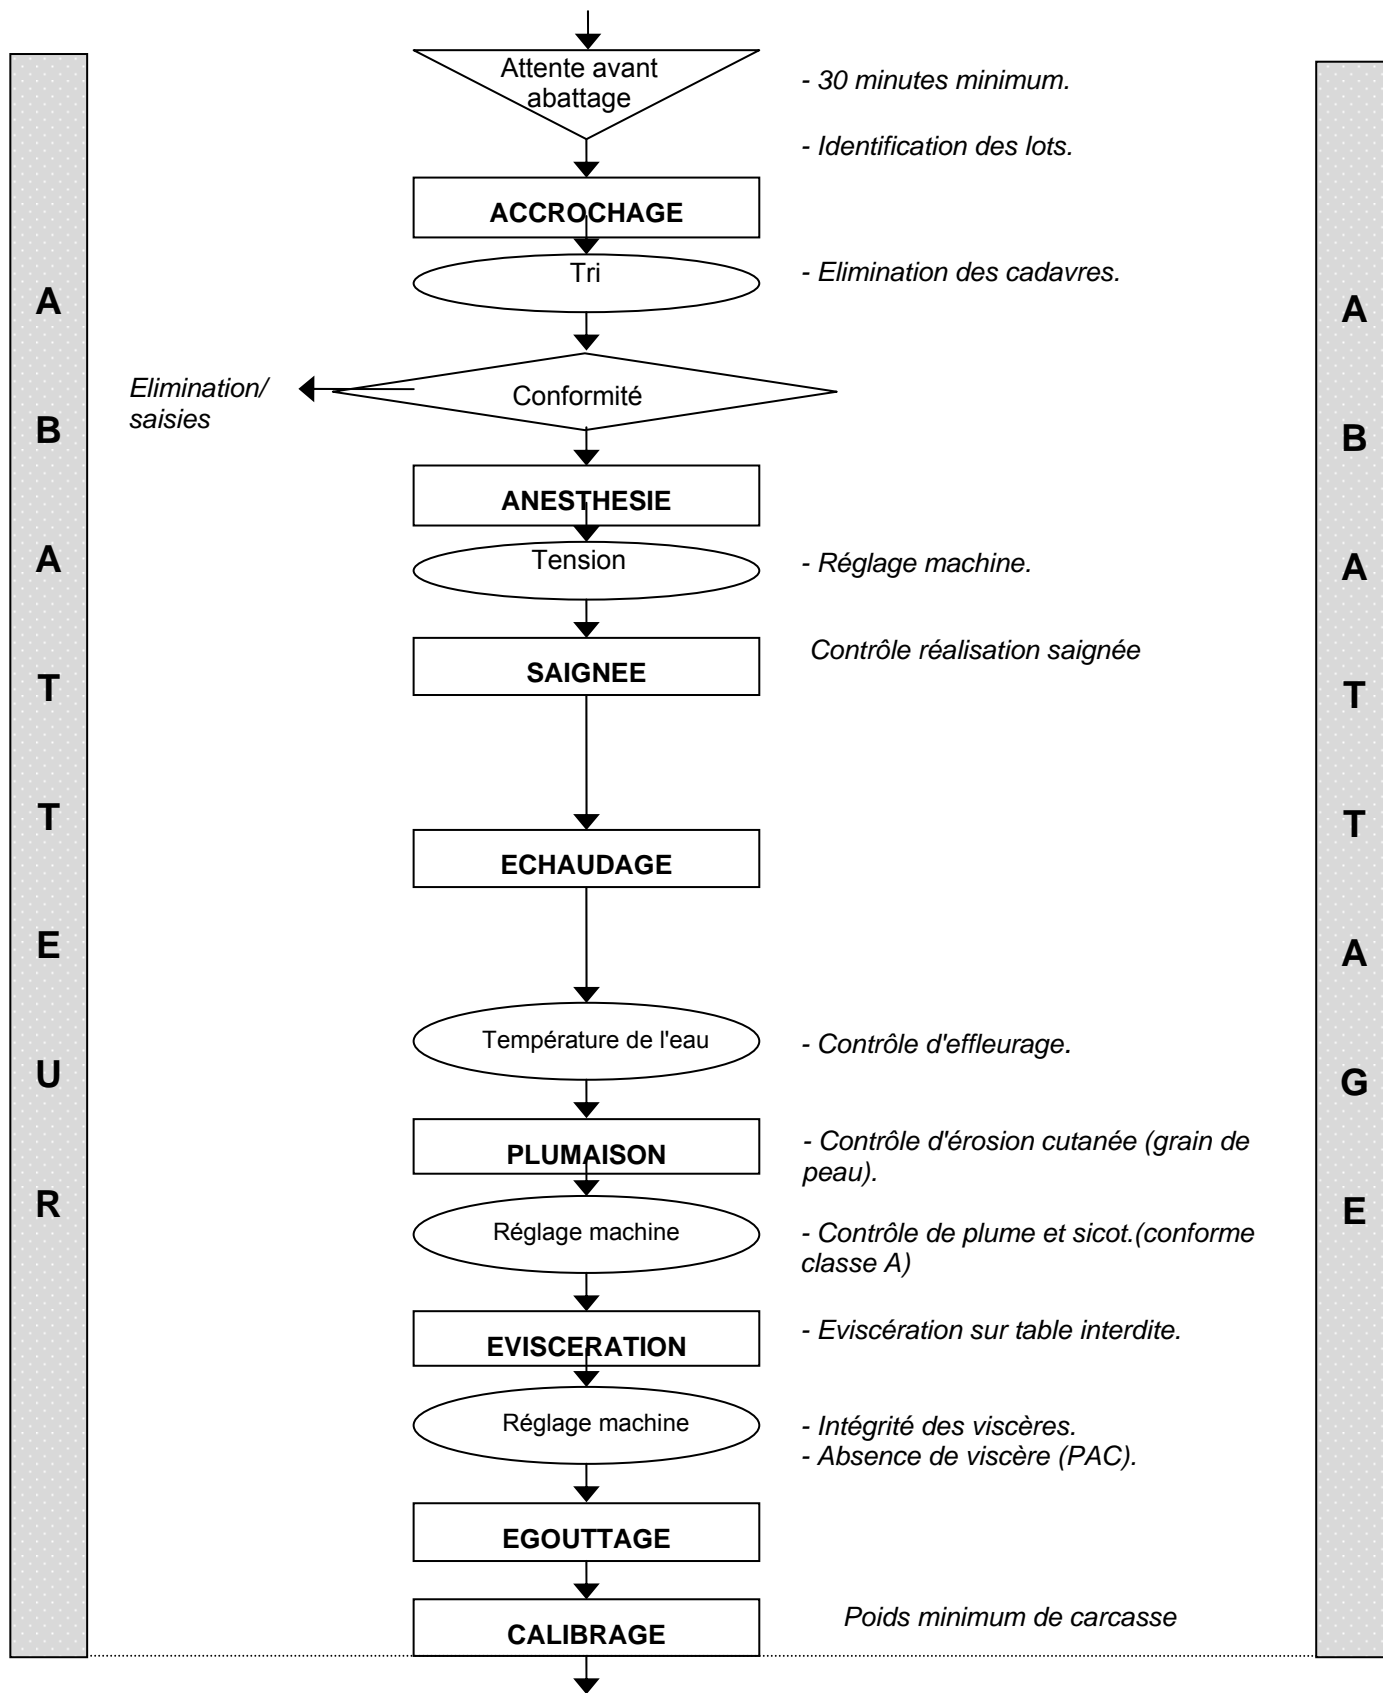 Attente avant
abattage
- 30 minutes minimum.
- Identification des lots.
ACCROCHAGE
Tri
- Elimination des cadavres.
Elimination/
saisies
Conformité
ANESTHESIE
Tension
- Réglage machine.
SAIGNEE
Contrôle réalisation saignée
ECHAUDAGE
Température de l'eau
- Contrôle d'effleurage.
PLUMAISON
- Contrôle d'érosion cutanée (grain de
peau).
Réglage machine
- Contrôle de plume et sicot.(conforme
classe A)
EVISCERATION
- Eviscération sur table interdite.
Réglage machine
- Intégrité des viscères.
- Absence de viscère (PAC).
EGOUTTAGE
CALIBRAGE
Poids minimum de carcasse
A
B
A
T
T
E
U
R
A
B
A
T
T
A
G
E